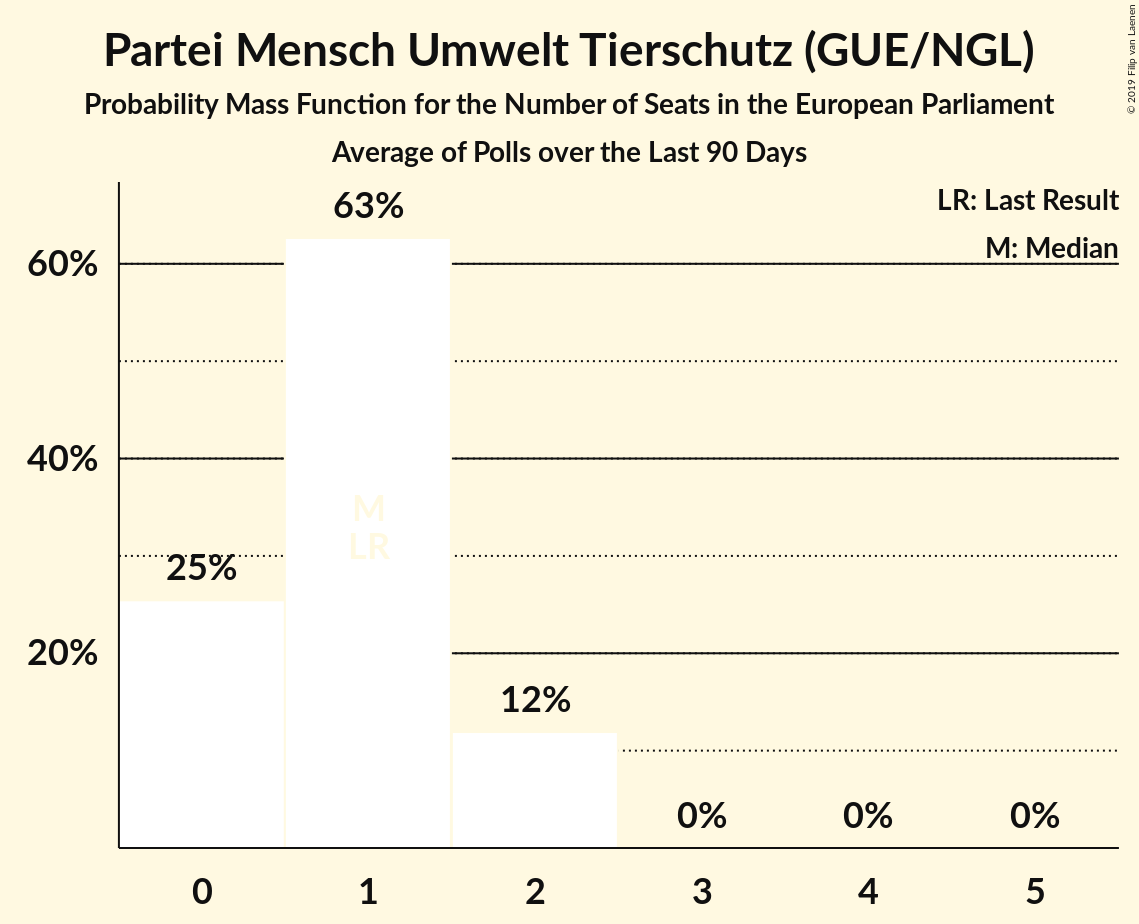 Partei Mensch Umwelt Tierschutz (GUE/NGL)
Probability Mass Function for the Number of Seats in the European Parliament
Average of Polls over the Last 90 Days
© 2019 Filip van Laenen
LR: Last Result
M: Median
63%
60%
40%
M
LR
25%
20%
12%
0% 0% 0%
0 1 2 3 4 5